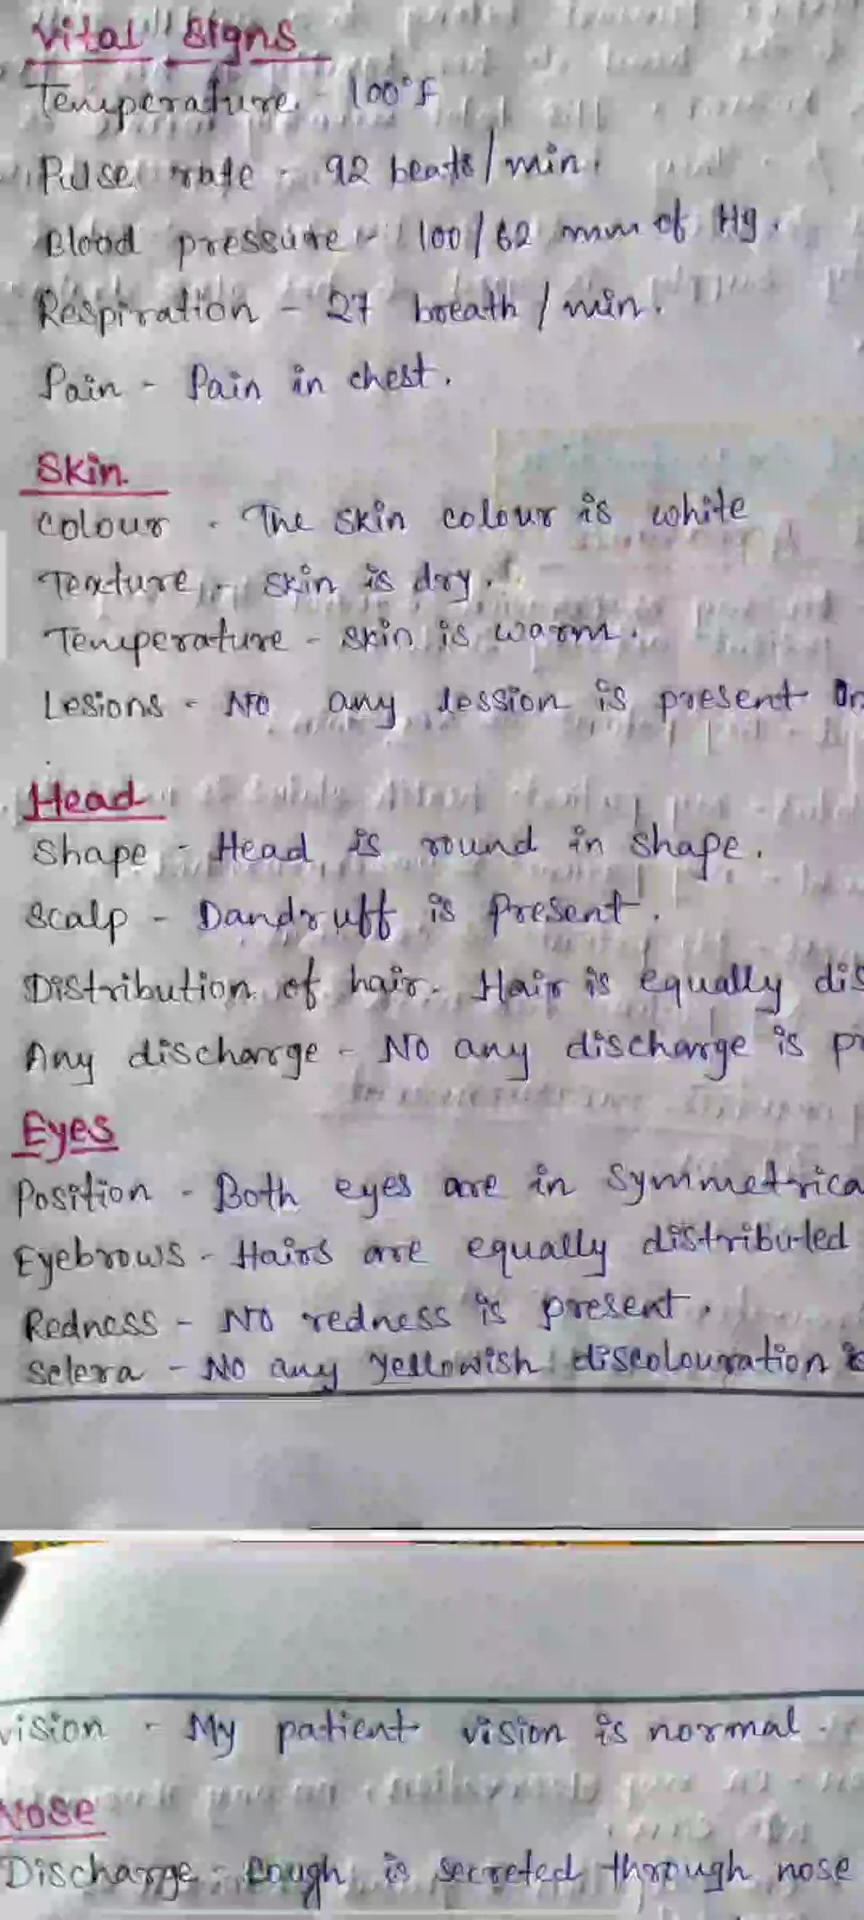 Vital Signs
Temperature - 100°F
Pulse rate - 92 beats/min.
Blood pressure - 100/62 mm of Hg.
Respiration - 27 breath / min.
Pain - Pain in chest.
Skin
Colour - The skin colour is white
Texture - skin is dry.
Temperature - skin is warm.
Lesions - No any lession is present
Head
Shape - Head is round in shape.
Scalp - Dandruff is present.
Distribution of hair - Hair is equally dis
Any discharge - No any discharge is pr
Eyes
Position - Both eyes are in symmetrica
Eyebrows - Hairs are equally distributed
Redness - No redness is present.
Sclera - No any yellowish discolouration
vision - My patient vision is normal.
Nose
Discharge - Cough is secreted through nose